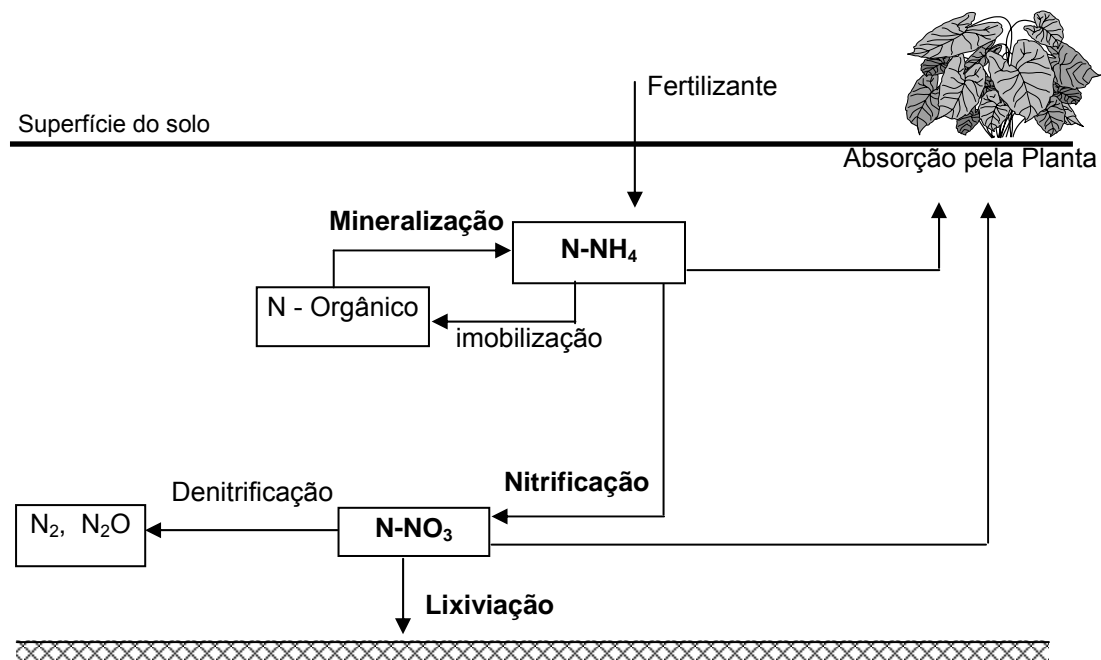 Fertilizante
Superfície do solo
Absorção pela Planta
Mineralização
N-NH₄
N - Orgânico
imobilização
Nitrificação
Denitrificação
N₂, N₂O
N-NO₃
Lixiviação